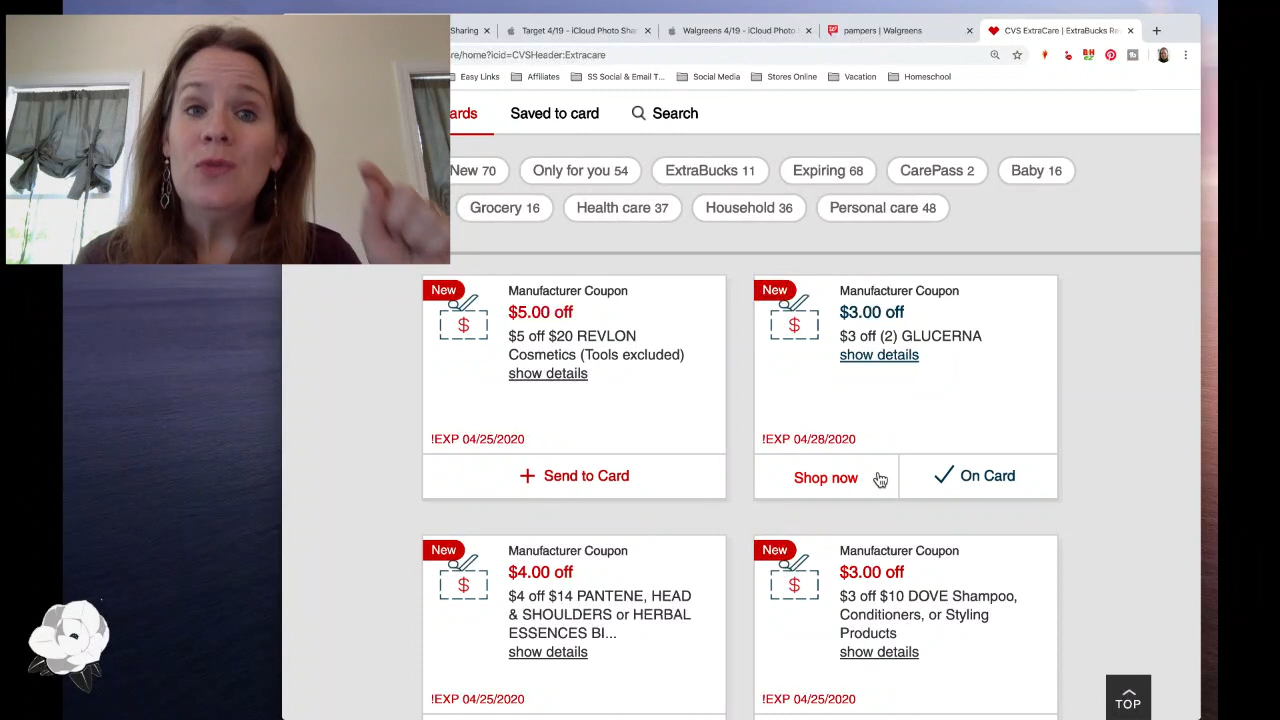 Sharing
Target 4/19 - iCloud Photo Sha
Walgreens 4/19 - iCloud Photo
pampers | Walgreens
CVS ExtraCare | ExtraBucks Re
re/home?icid=CVSHeader:Extracare
Easy Links
Affiliates
SS Social & Email T...
Social Media
Stores Online
Vacation
Homeschool
ards
Saved to card
Search
New 70
Only for you 54
ExtraBucks 11
Expiring 68
CarePass 2
Baby 16
Grocery 16
Health care 37
Household 36
Personal care 48
New
Manufacturer Coupon
$5.00 off
$
$5 off $20 REVLON
Cosmetics (Tools excluded)
show details
!EXP 04/25/2020
+ Send to Card
New
Manufacturer Coupon
$3.00 off
$
$3 off (2) GLUCERNA
show details
!EXP 04/28/2020
Shop now
On Card
New
Manufacturer Coupon
$4.00 off
$
$4 off $14 PANTENE, HEAD
& SHOULDERS or HERBAL
ESSENCES BI...
show details
!EXP 04/25/2020
New
Manufacturer Coupon
$3.00 off
$
$3 off $10 DOVE Shampoo,
Conditioners, or Styling
Products
show details
!EXP 04/25/2020
TOP